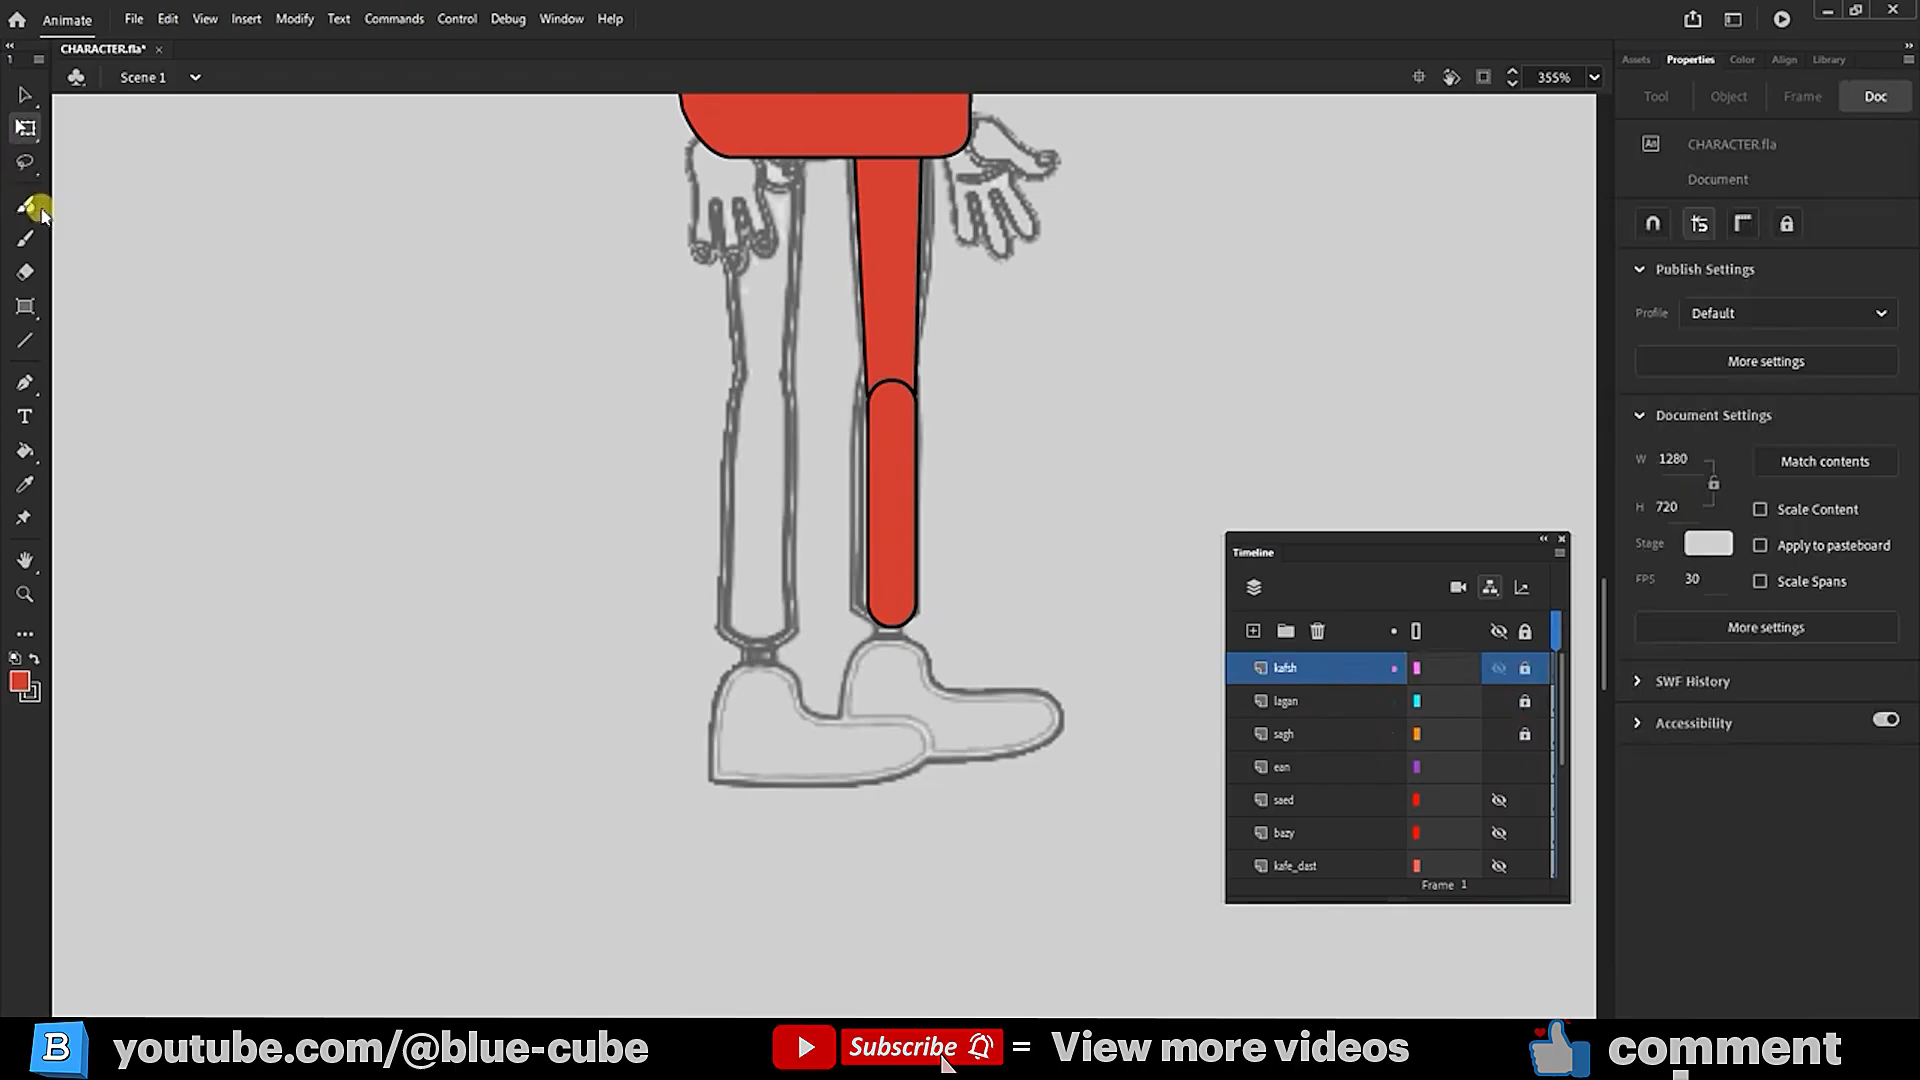 Animate File Edit View Insert Modify Text Commands Control Debug Window Help
CHARACTER.fla*
1
Scene 1 355%
Assets Properties Color Align Library
Tool Object Frame Doc
An CHARACTER.fla
Document
Publish Settings
Profile Default
More settings
Document Settings
W 1280 Match contents
H 720 Scale Content
Stage Apply to pasteboard
FPS 30 Scale Spans
More settings
SWF History
Accessibility
T
Timeline
kafsh
lagan
sagh
ean
saed
bazy
kafe_dast
Frame 1
B youtube.com/@blue-cube Subscribe = View more videos comment